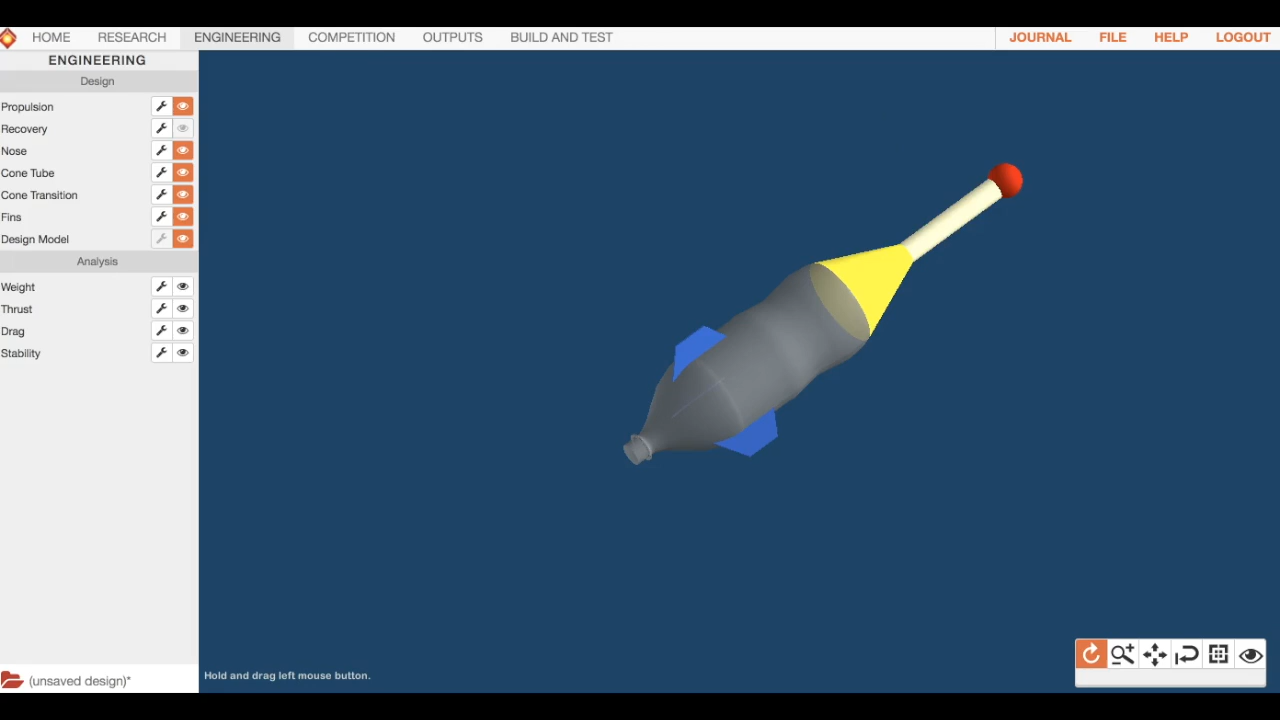 HOME RESEARCH ENGINEERING COMPETITION OUTPUTS BUILD AND TEST JOURNAL FILE HELP LOGOUT
ENGINEERING
Design
Propulsion
Recovery
Nose
Cone Tube
Cone Transition
Fins
Design Model
Analysis
Weight
Thrust
Drag
Stability
(unsaved design)*
Hold and drag left mouse button.